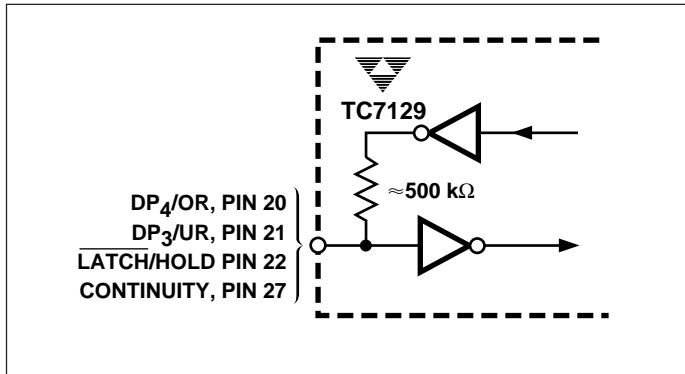 TC7129
≈500 kΩ
DP4/OR, PIN 20
DP3/UR, PIN 21
LATCH/HOLD PIN 22
CONTINUITY, PIN 27